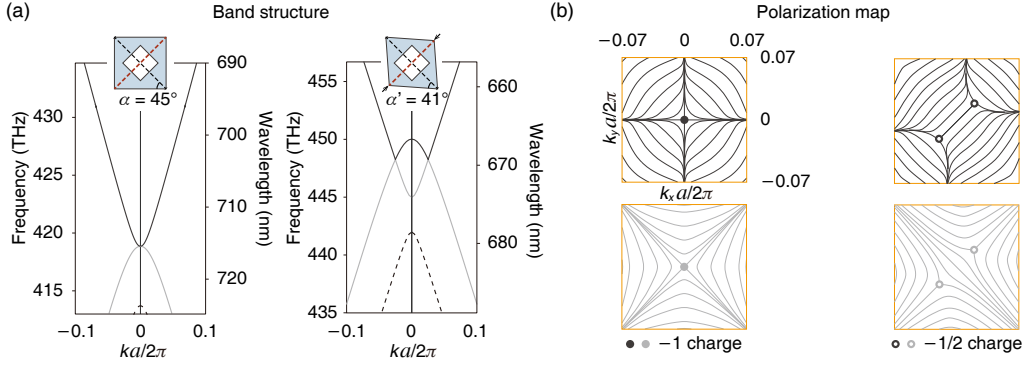 (a)
Band structure
(b)
Polarization map
α = 45°
α’ = 41°
Frequency (THz)
430
425
420
415
Wavelength (nm)
690
700
710
720
−0.1
0
0.1
ka/2π
Frequency (THz)
455
450
445
440
435
Wavelength (nm)
660
670
680
−0.1
0
0.1
ka/2π
−0.07
0
0.07
0.07
0
−0.07
k_y a/2π
k_x a/2π
−1 charge
−1/2 charge